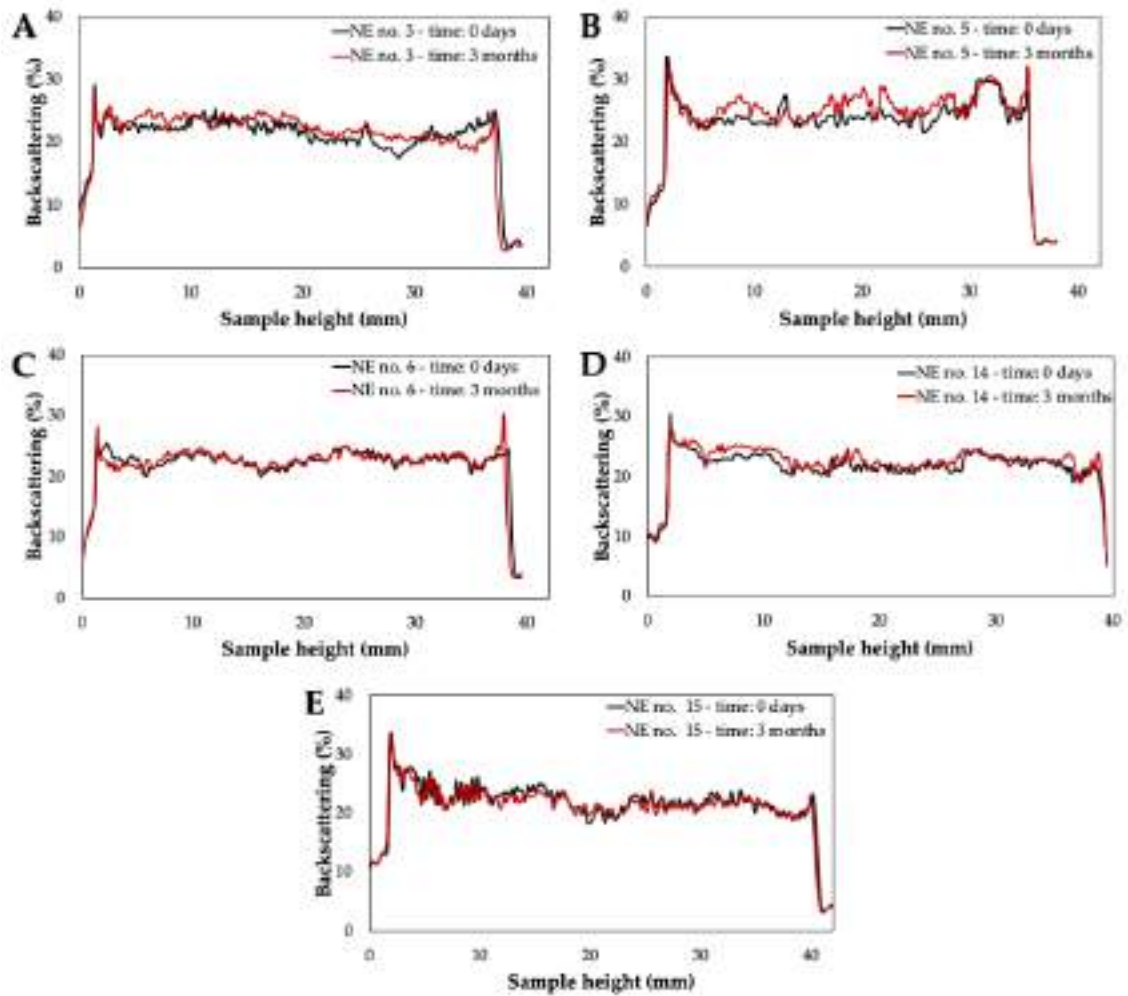 A
NE no. 3 - time: 0 days
NE no. 3 - time: 3 months
Backscattering (%)
40
30
20
10
0
0 10 20 30 40
Sample height (mm)
B
NE no. 5 - time: 0 days
NE no. 5 - time: 3 months
Backscattering (%)
40
30
20
10
0
0 10 20 30 40
Sample height (mm)
C
NE no. 6 - time: 0 days
NE no. 6 - time: 3 months
Backscattering (%)
40
30
20
10
0
0 10 20 30 40
Sample height (mm)
D
NE no. 14 - time: 0 days
NE no. 14 - time: 3 months
Backscattering (%)
40
30
20
10
0
0 10 20 30 40
Sample height (mm)
E
NE no. 15 - time: 0 days
NE no. 15 - time: 3 months
Backscattering (%)
40
30
20
10
0
0 10 20 30 40
Sample height (mm)